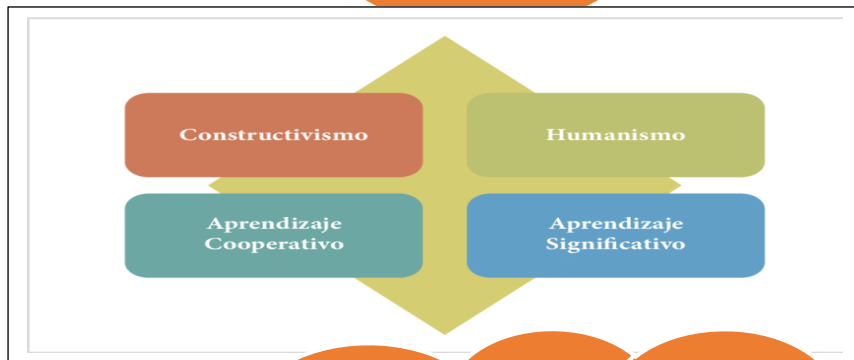 Constructivismo
Humanismo
Aprendizaje
Cooperativo
Aprendizaje
Significativo